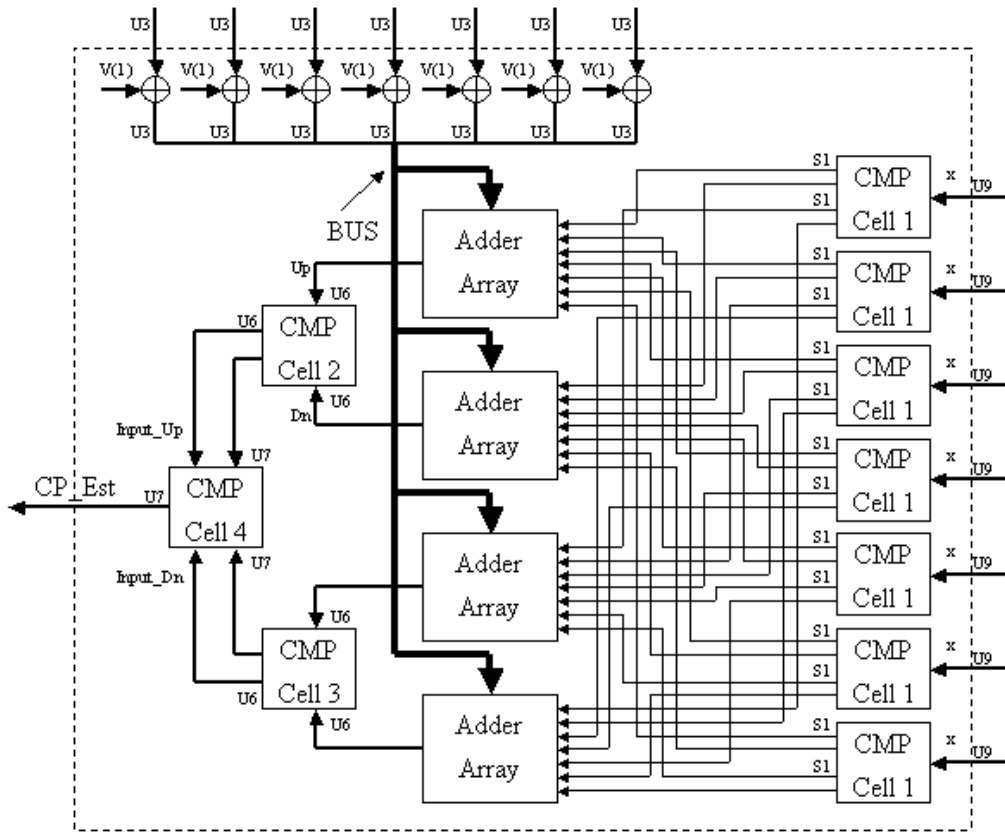 U3 U3 U3 U3 U3 U3 U3
V(1) V(1) V(1) V(1) V(1) V(1) V(1)
U3 U3 U3 U3 U3 U3 U3
BUS
Adder
Array
Adder
Array
Adder
Array
Adder
Array
Up
U6
U6
CMP
Cell 2
U6
Dn
Input_Up
U7
CP_Est
U7
CMP
Cell 4
Input_Dn
U7
U6
CMP
Cell 3
U6
U6
S1
CMP
x
U9
S1
Cell 1
S1
CMP
x
U9
S1
Cell 1
S1
CMP
x
U9
S1
Cell 1
S1
CMP
x
U9
S1
Cell 1
S1
CMP
x
U9
S1
Cell 1
S1
CMP
x
U9
S1
Cell 1
S1
CMP
x
U9
S1
Cell 1